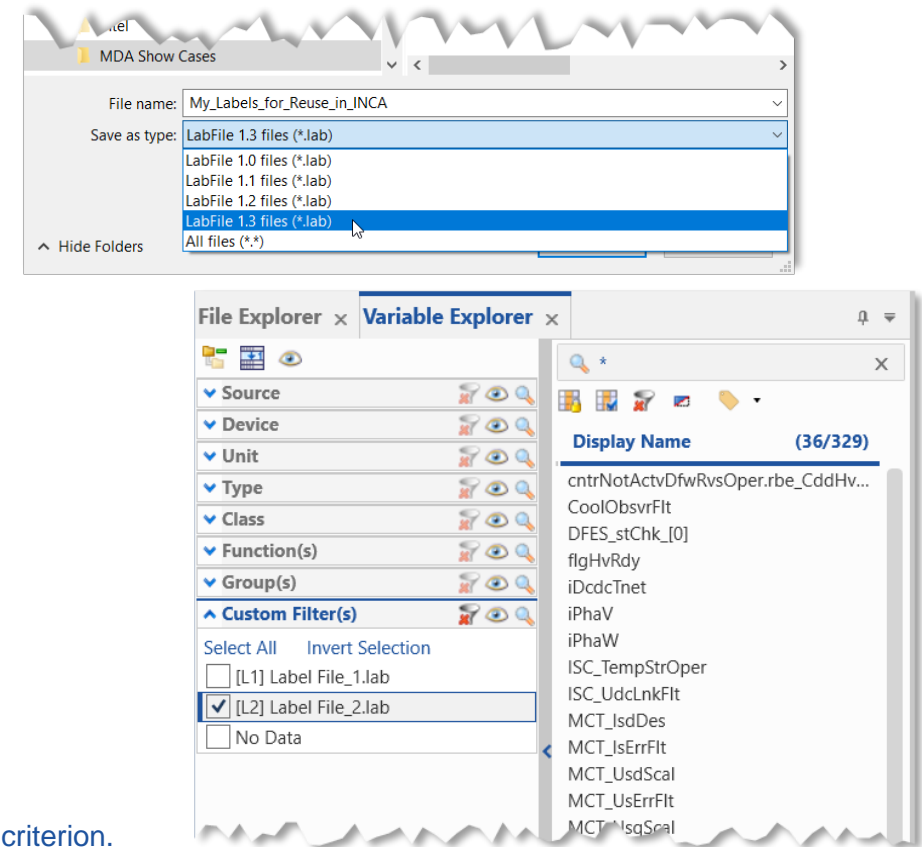 MDA Show Cases
File name: My_Labels_for_Reuse_in_INCA
Save as type: LabFile 1.3 files (*.lab)
LabFile 1.0 files (*.lab)
LabFile 1.1 files (*.lab)
LabFile 1.2 files (*.lab)
LabFile 1.3 files (*.lab)
All files (*.*)
Hide Folders
File Explorer Variable Explorer
*
Source
Device
Unit
Type
Class
Function(s)
Group(s)
Custom Filter(s)
Select All Invert Selection
[L1] Label File_1.lab
[L2] Label File_2.lab
No Data
Display Name (36/329)
cntrNotActvDfwRvsOper.rbe_CddHv...
CoolObsvrFlt
DFES_stChk_[0]
flgHvRdy
iDcdcTnet
iPhaV
iPhaW
ISC_TempStrOper
ISC_UdcLnkFlt
MCT_IsdDes
MCT_IsErrFlt
MCT_UsdScal
MCT_UsErrFlt
MCT_UsqScal
criterion.